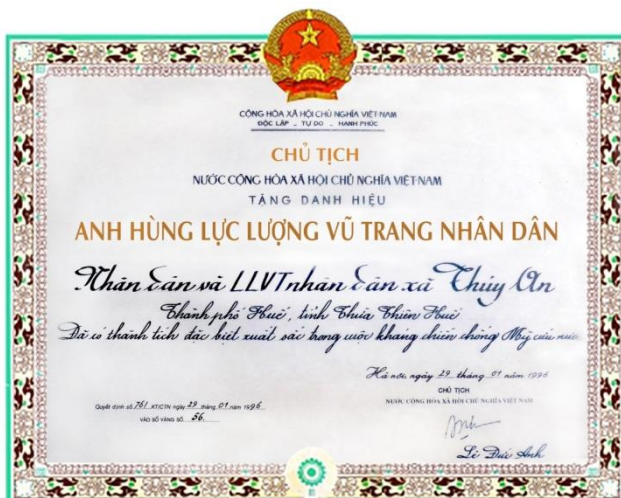 CỘNG HÒA XÃ HỘI CHỦ NGHĨA VIỆT NAM
ĐỘC LẬP - TỰ DO - HẠNH PHÚC
CHỦ TỊCH
NƯỚC CỘNG HÒA XÃ HỘI CHỦ NGHĨA VIỆT NAM
TẶNG DANH HIỆU
ANH HÙNG LỰC LƯỢNG VŨ TRANG NHÂN DÂN
Nhân dân và LLVT nhân dân xã Thủy An
Thành phố Huế, tỉnh Thừa Thiên Huế
Đã có thành tích đặc biệt xuất sắc trong cuộc kháng chiến chống Mỹ cứu nước
Hà nội, ngày 29 tháng 01 năm 1996
CHỦ TỊCH
NƯỚC CỘNG HÒA XÃ HỘI CHỦ NGHĨA VIỆT NAM
Quyết định số 761 KT/CTN ngày 29 tháng 01 năm 1996
VÀO SỔ VÀNG SỐ 56.
Lê Đức Anh